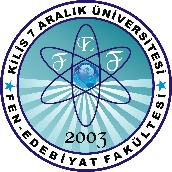 KİLİS 7 ARALIK ÜNİVERSİTESİ
F E F
2003
FEN-EDEBİYAT FAKÜLTESİ